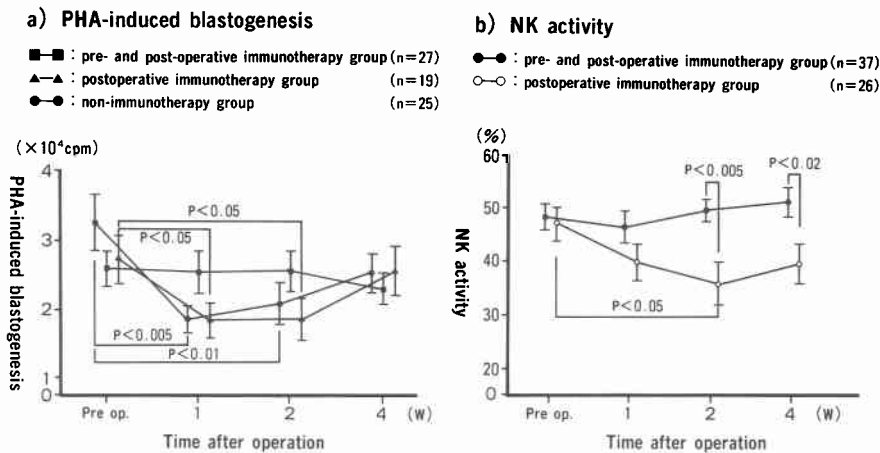 a) PHA-induced blastogenesis
■─■ : pre- and post-operative immunotherapy group (n=27)
▲─▲ : postoperative immunotherapy group (n=19)
●─● : non-immunotherapy group (n=25)
(×10⁴cpm)
PHA-induced blastogenesis
4
3
2
1
0
P<0.05
P<0.05
P<0.005
P<0.01
Pre op. 1 2 4 (W)
Time after operation
b) NK activity
●─● : pre- and post-operative immunotherapy group (n=37)
○─○ : postoperative immunotherapy group (n=26)
(%)
NK activity
60
50
40
30
20
0
P<0.005
P<0.02
P<0.05
Pre op. 1 2 4 (W)
Time after operation